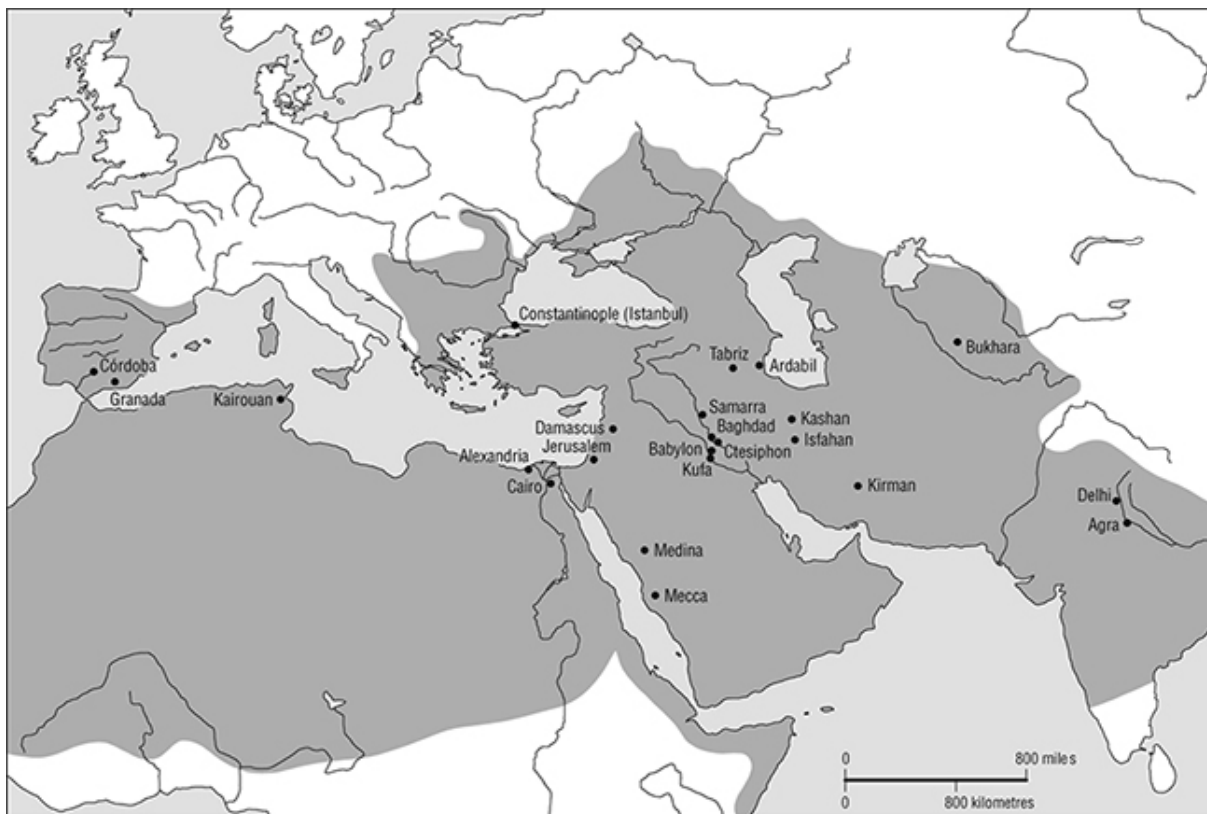 Constantinople (Istanbul)
Bukhara
Tabriz
Ardabil
Córdoba
Granada
Kairouan
Samarra
Kashan
Baghdad
Damascus
Isfahan
Jerusalem
Babylon
Ctesiphon
Alexandria
Kufa
Cairo
Kirman
Delhi
Agra
Medina
Mecca
0 800 miles
0 800 kilometres